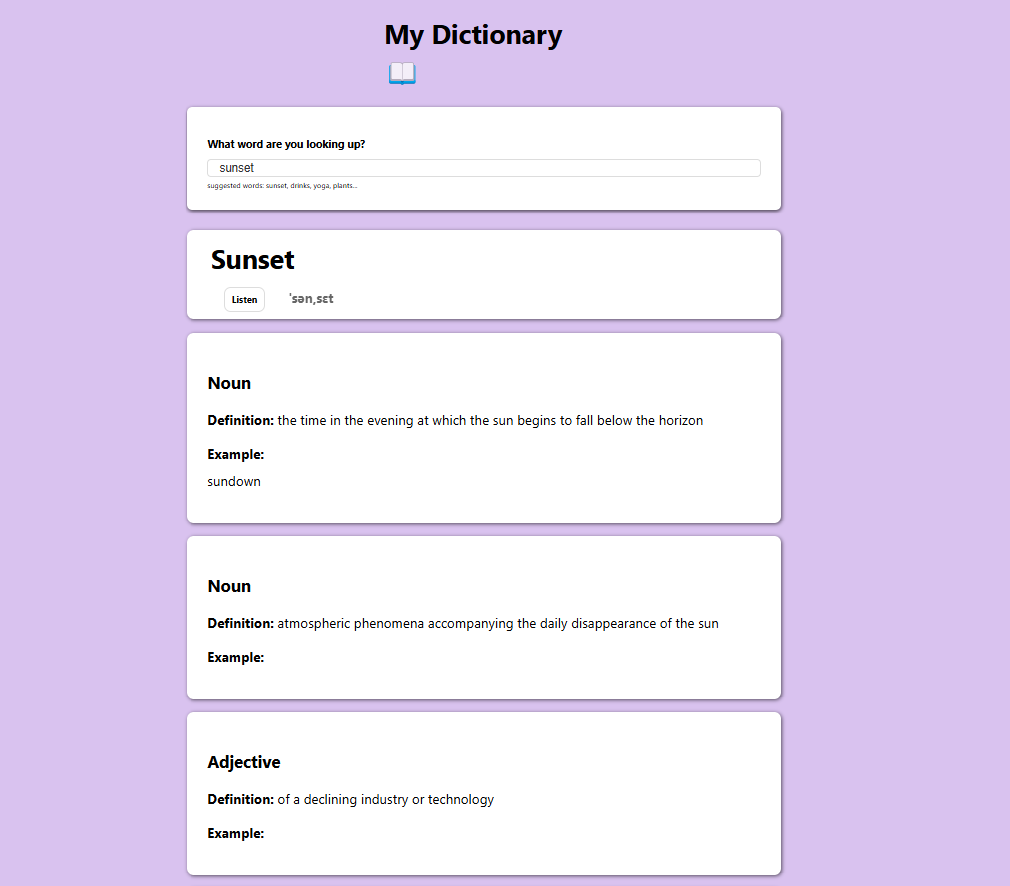 My Dictionary
What word are you looking up?
sunset
suggested words: sunset, drinks, yoga, plants...
Sunset
Listen
ˈsənˌsɛt
Noun
Definition: the time in the evening at which the sun begins to fall below the horizon
Example:
sundown
Noun
Definition: atmospheric phenomena accompanying the daily disappearance of the sun
Example:
Adjective
Definition: of a declining industry or technology
Example: